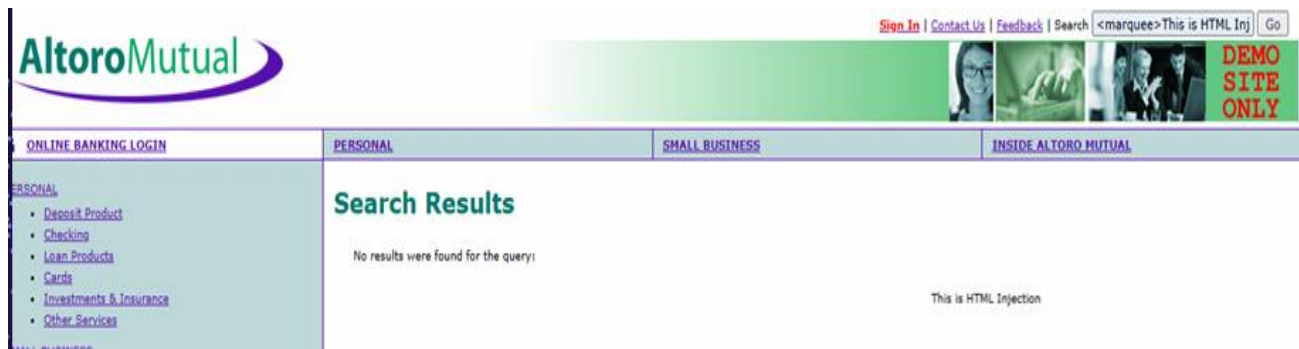 Sign In | Contact Us | Feedback | Search <marquee>This is HTML Inj Go
AltoroMutual
DEMO
SITE
ONLY
ONLINE BANKING LOGIN
PERSONAL
SMALL BUSINESS
INSIDE ALTORO MUTUAL
ERSONAL
• Deposit Product
• Checking
• Loan Products
• Cards
• Investments & Insurance
• Other Services
Search Results
No results were found for the query:
This is HTML Injection